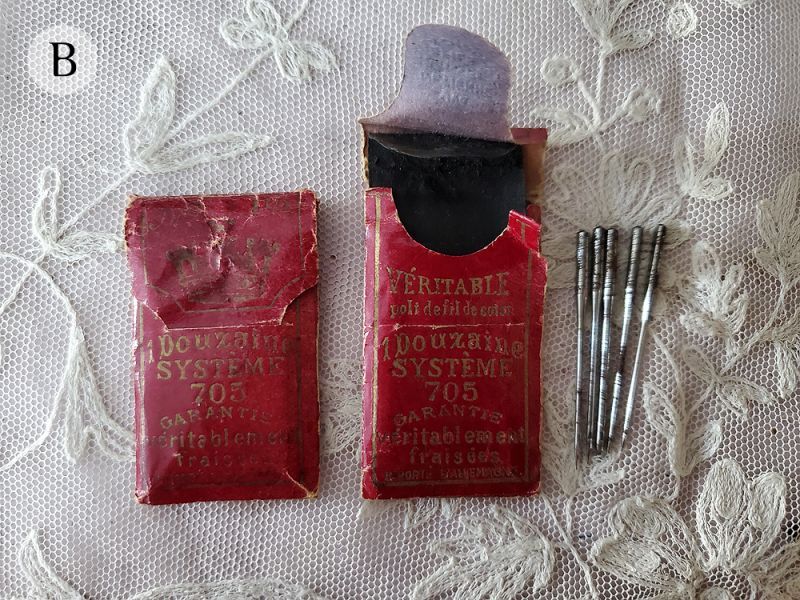 B
1 Douzaine
SYSTÈME
705
GARANTIE
véritablement
fraisées
VÉRITABLE
poli de fil de coton
1 Douzaine
SYSTÈME
705
GARANTIE
véritablement
fraisées